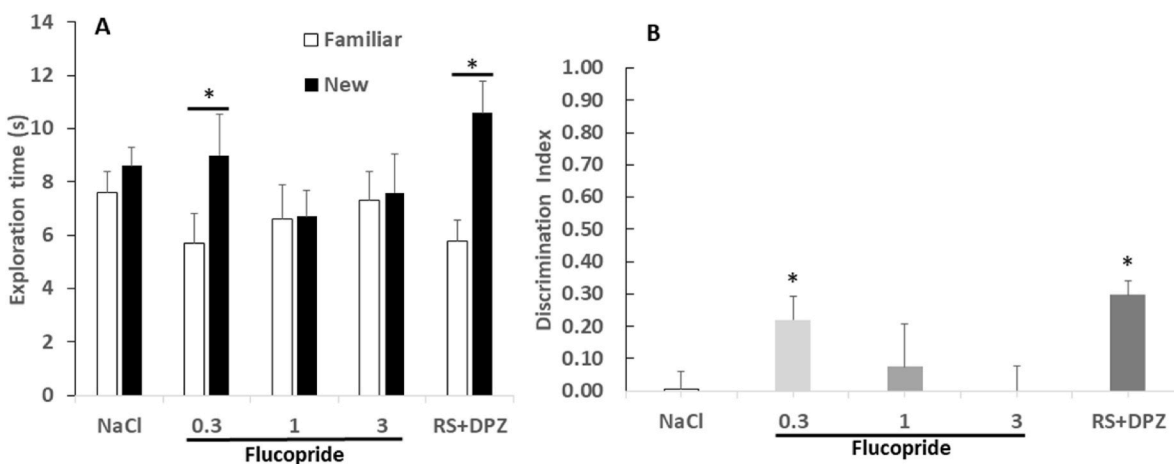 A
Familiar
New
Exploration time (s)
14
12
10
8
6
4
2
0
*
*
NaCl 0.3 1 3 RS+DPZ
Flucopride
B
Discrimination Index
1.00
0.90
0.80
0.70
0.60
0.50
0.40
0.30
0.20
0.10
0.00
*
*
NaCl 0.3 1 3 RS+DPZ
Flucopride